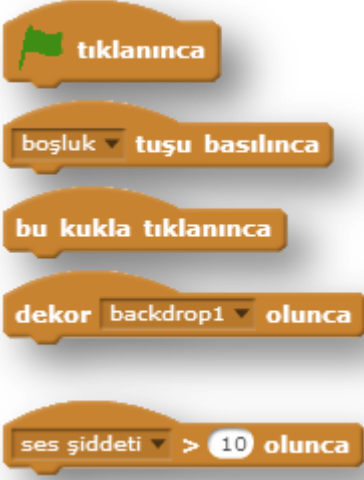 tıklanınca
boşluk tuşu basılınca
bu kukla tıklanınca
dekor backdrop1 olunca
ses şiddeti > 10 olunca